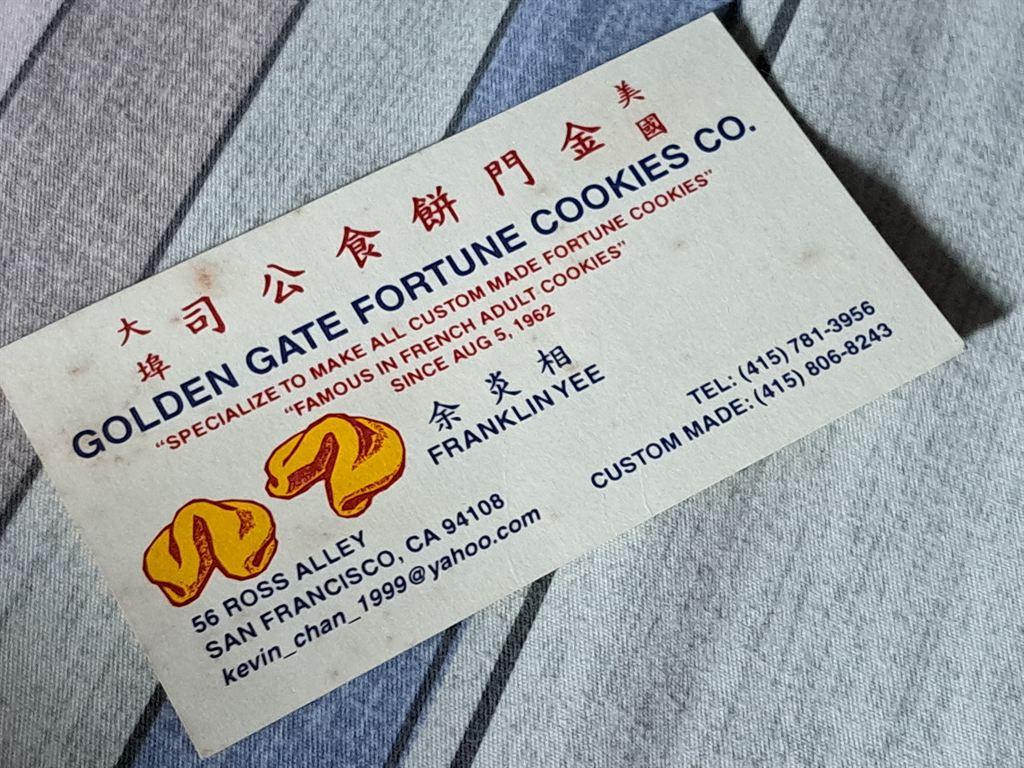 美國 金門餅食公司 大埠
GOLDEN GATE FORTUNE COOKIES CO.
"SPECIALIZE TO MAKE ALL CUSTOM MADE FORTUNE COOKIES"
"FAMOUS IN FRENCH ADULT COOKIES"
SINCE AUG 5, 1962
余炎相
FRANKLIN YEE
TEL: (415) 781-3956
CUSTOM MADE: (415) 806-8243
56 ROSS ALLEY
SAN FRANCISCO, CA 94108
kevin_chan_1999@yahoo.com